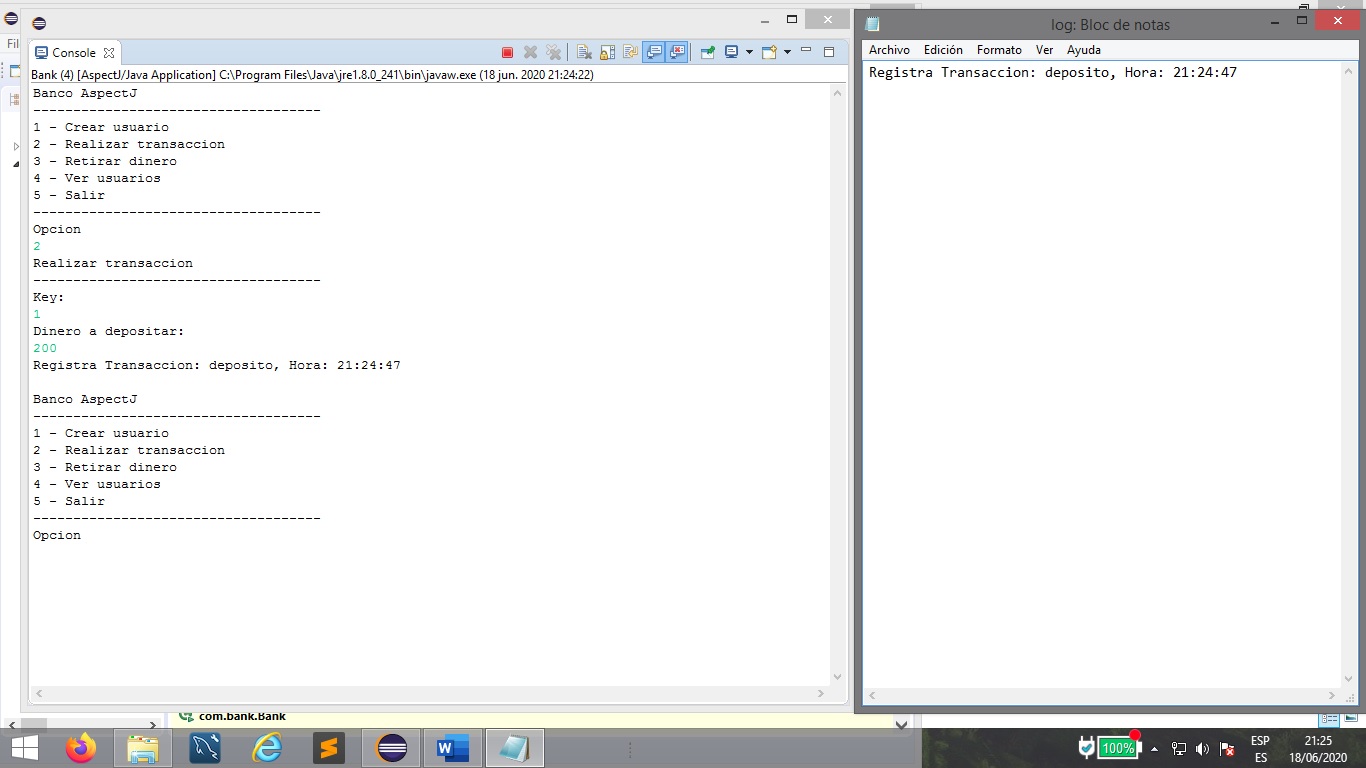 Console
Bank (4) [AspectJ/Java Application] C:\Program Files\Java\jre1.8.0_241\bin\javaw.exe (18 jun. 2020 21:24:22)
Banco AspectJ
------------------------------------
1 - Crear usuario
2 - Realizar transaccion
3 - Retirar dinero
4 - Ver usuarios
5 - Salir
------------------------------------
Opcion
2
Realizar transaccion
------------------------------------
Key:
1
Dinero a depositar:
200
Registra Transaccion: deposito, Hora: 21:24:47
Banco AspectJ
------------------------------------
1 - Crear usuario
2 - Realizar transaccion
3 - Retirar dinero
4 - Ver usuarios
5 - Salir
------------------------------------
Opcion
com.bank.Bank
log: Bloc de notas
Archivo Edición Formato Ver Ayuda
Registra Transaccion: deposito, Hora: 21:24:47
100%
ESP
ES
21:25
18/06/2020